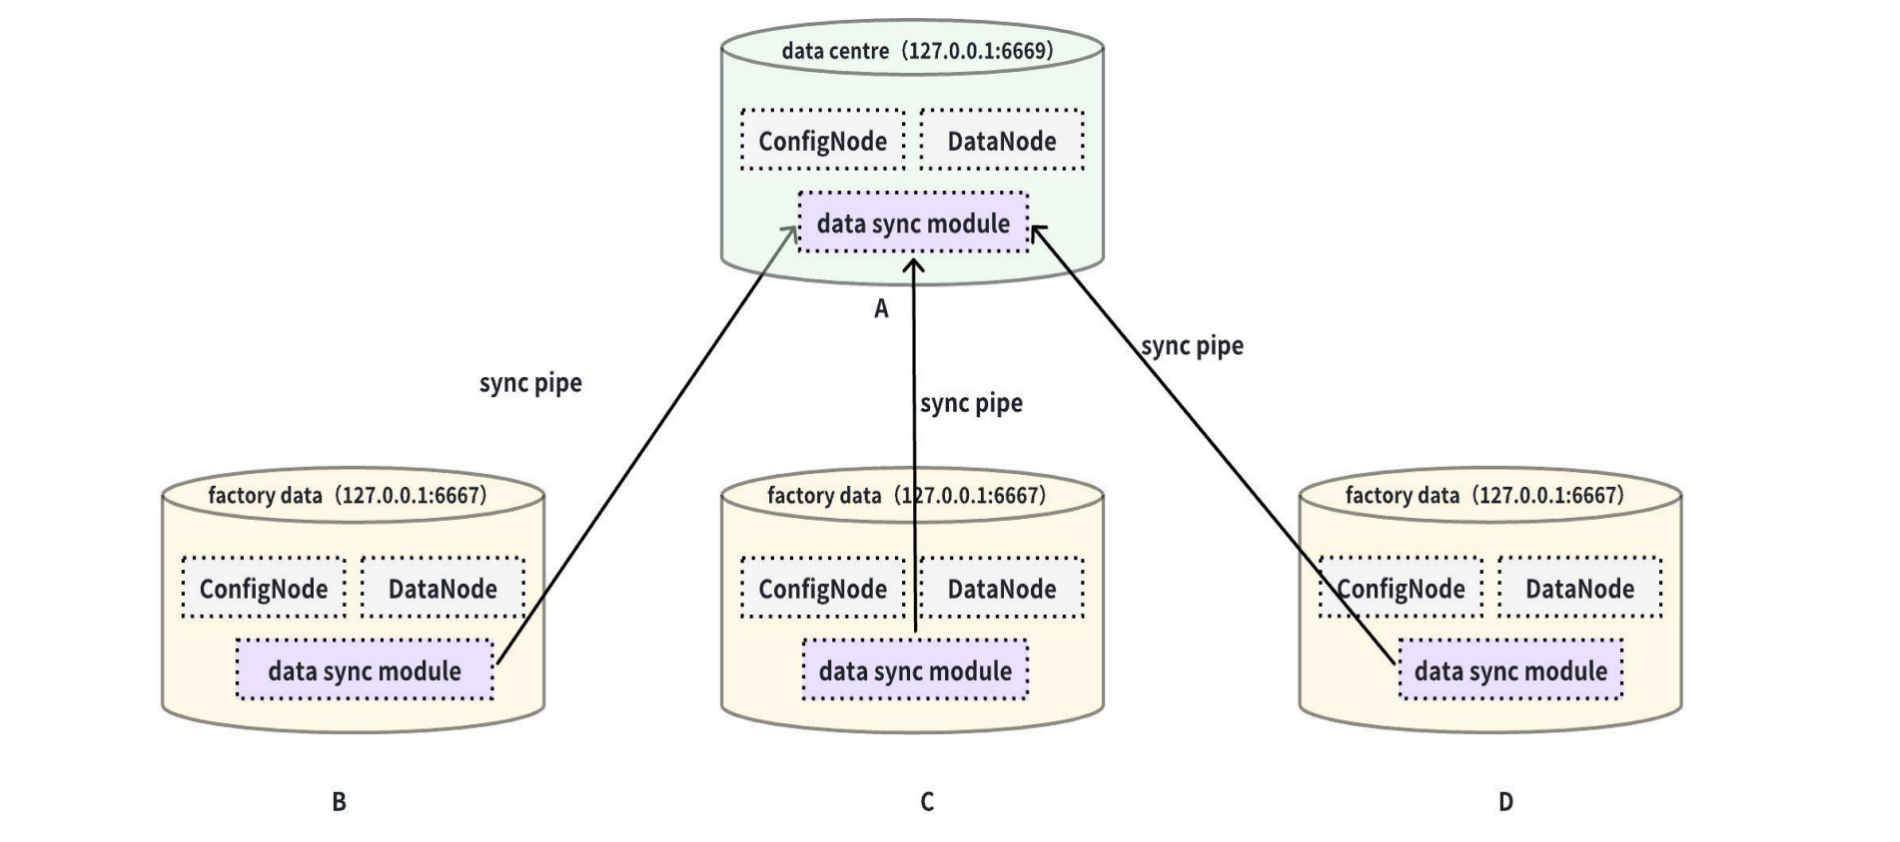 data centre（127.0.0.1:6669）
ConfigNode
DataNode
data sync module
A
sync pipe
sync pipe
sync pipe
factory data（127.0.0.1:6667）
ConfigNode
DataNode
data sync module
B
factory data（127.0.0.1:6667）
ConfigNode
DataNode
data sync module
C
factory data（127.0.0.1:6667）
ConfigNode
DataNode
data sync module
D